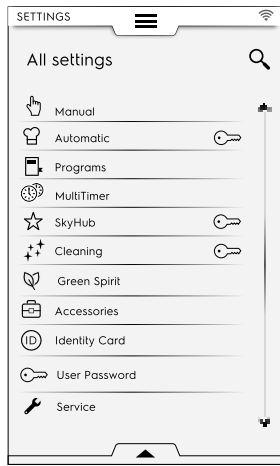 SETTINGS
All settings
Manual
Automatic
Programs
MultiTimer
SkyHub
Cleaning
Green Spirit
Accessories
ID Identity Card
User Password
Service